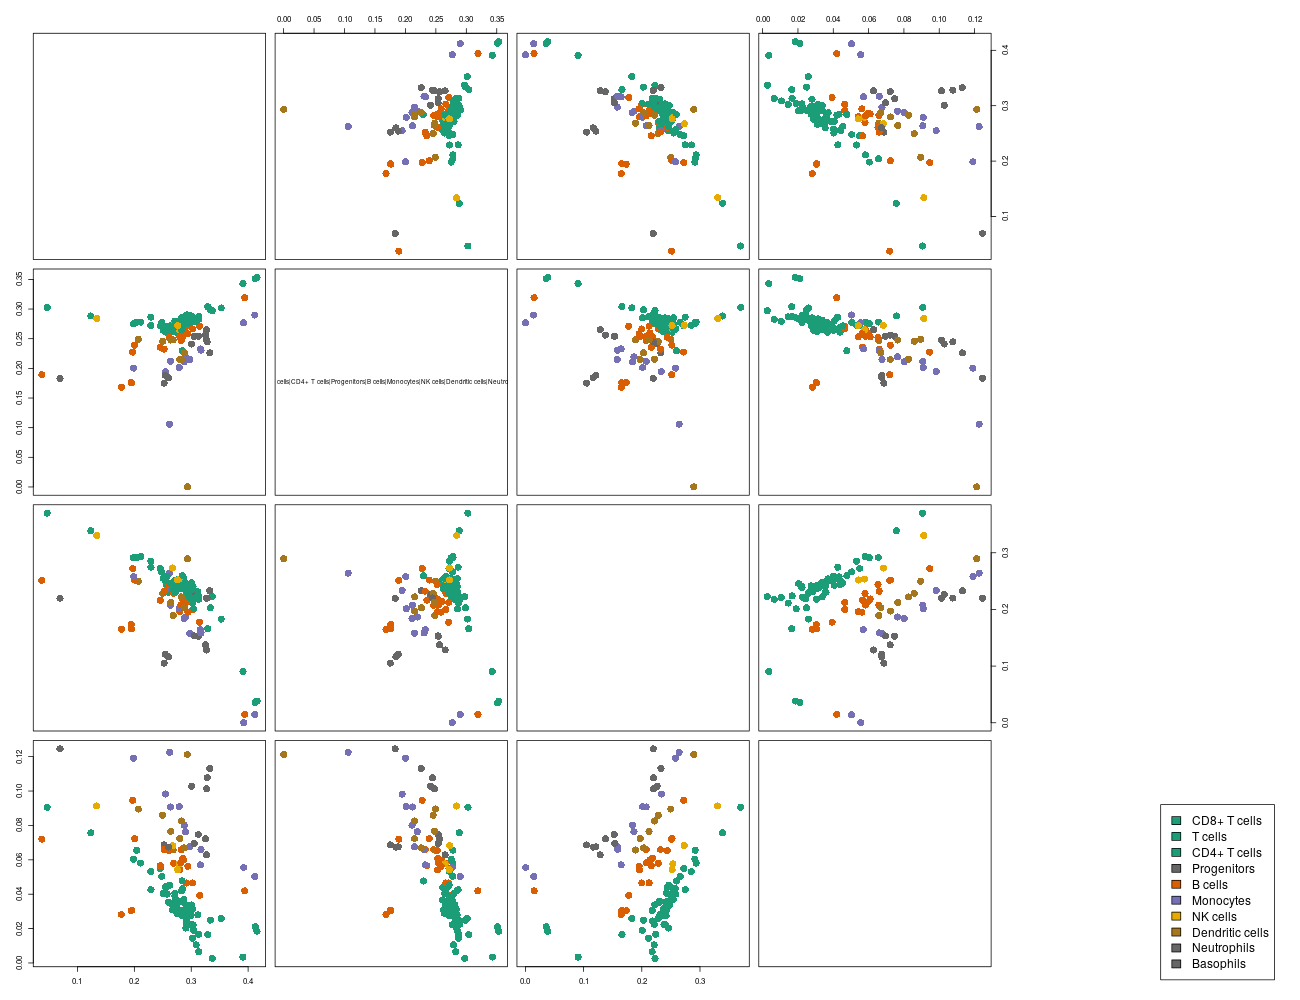 0.00 0.05 0.10 0.15 0.20 0.25 0.30 0.35
0.00 0.02 0.04 0.06 0.08 0.10 0.12
0.4
0.3
0.2
0.1
0.35
0.30
0.25
0.20
0.15
0.10
0.05
0.00
cells|CD4+ T cells|Progenitors|B cells|Monocytes|NK cells|Dendritic cells|Neutro
0.3
0.2
0.1
0.0
0.12
0.10
0.08
0.06
0.04
0.02
0.00
0.1 0.2 0.3 0.4
0.0 0.1 0.2 0.3
CD8+ T cells
T cells
CD4+ T cells
Progenitors
B cells
Monocytes
NK cells
Dendritic cells
Neutrophils
Basophils